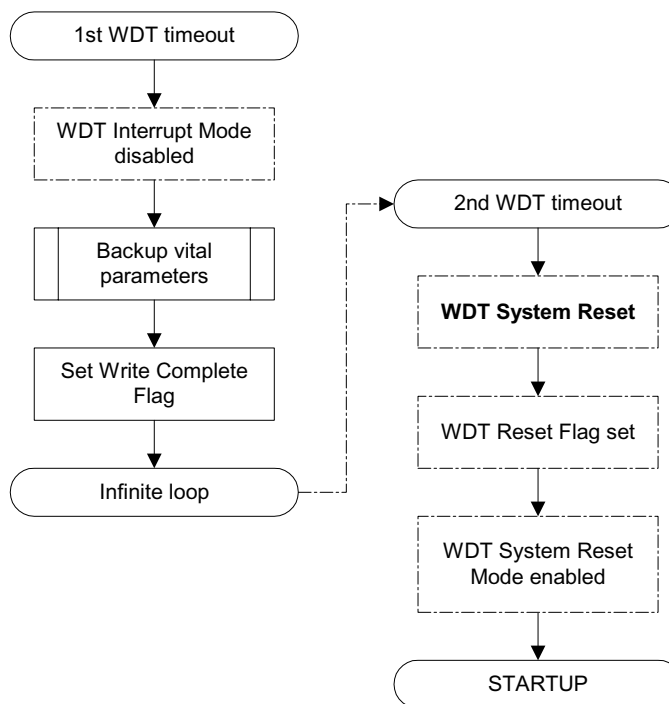 1st WDT timeout
WDT Interrupt Mode
disabled
Backup vital
parameters
Set Write Complete
Flag
Infinite loop
2nd WDT timeout
WDT System Reset
WDT Reset Flag set
WDT System Reset
Mode enabled
STARTUP